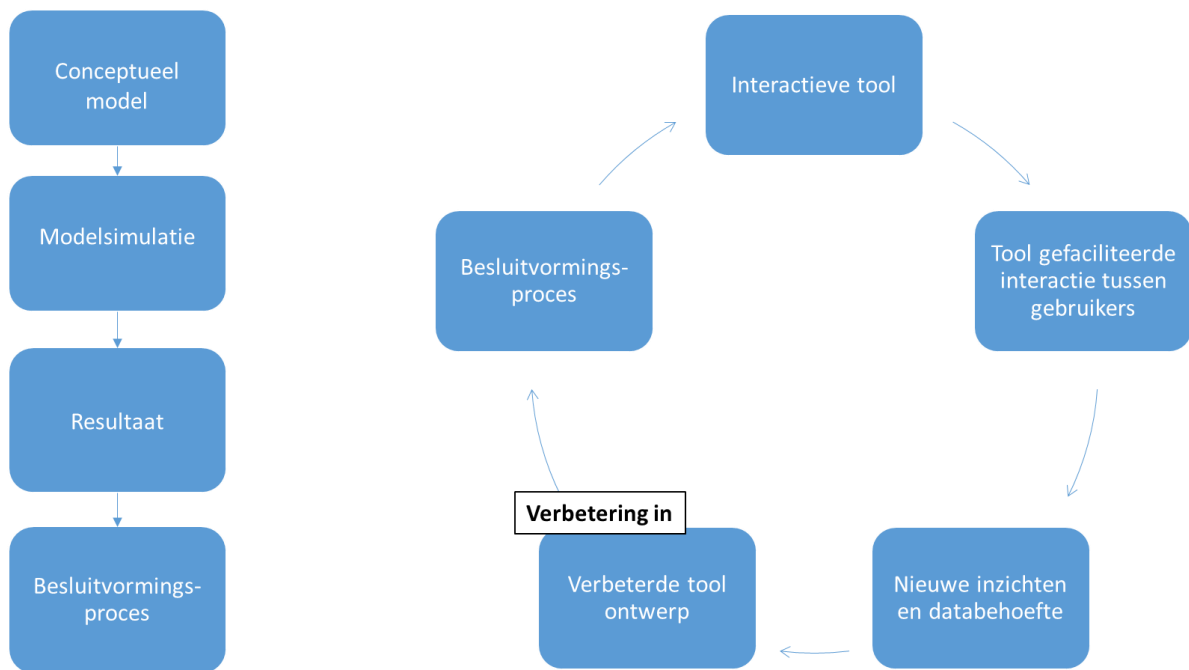 Conceptueel
model
Modelsimulatie
Resultaat
Besluitvormings-
proces
Interactieve tool
Tool gefaciliteerde
interactie tussen
gebruikers
Nieuwe inzichten
en databehoefte
Verbetering in
Verbeterde tool
ontwerp
Besluitvormings-
proces